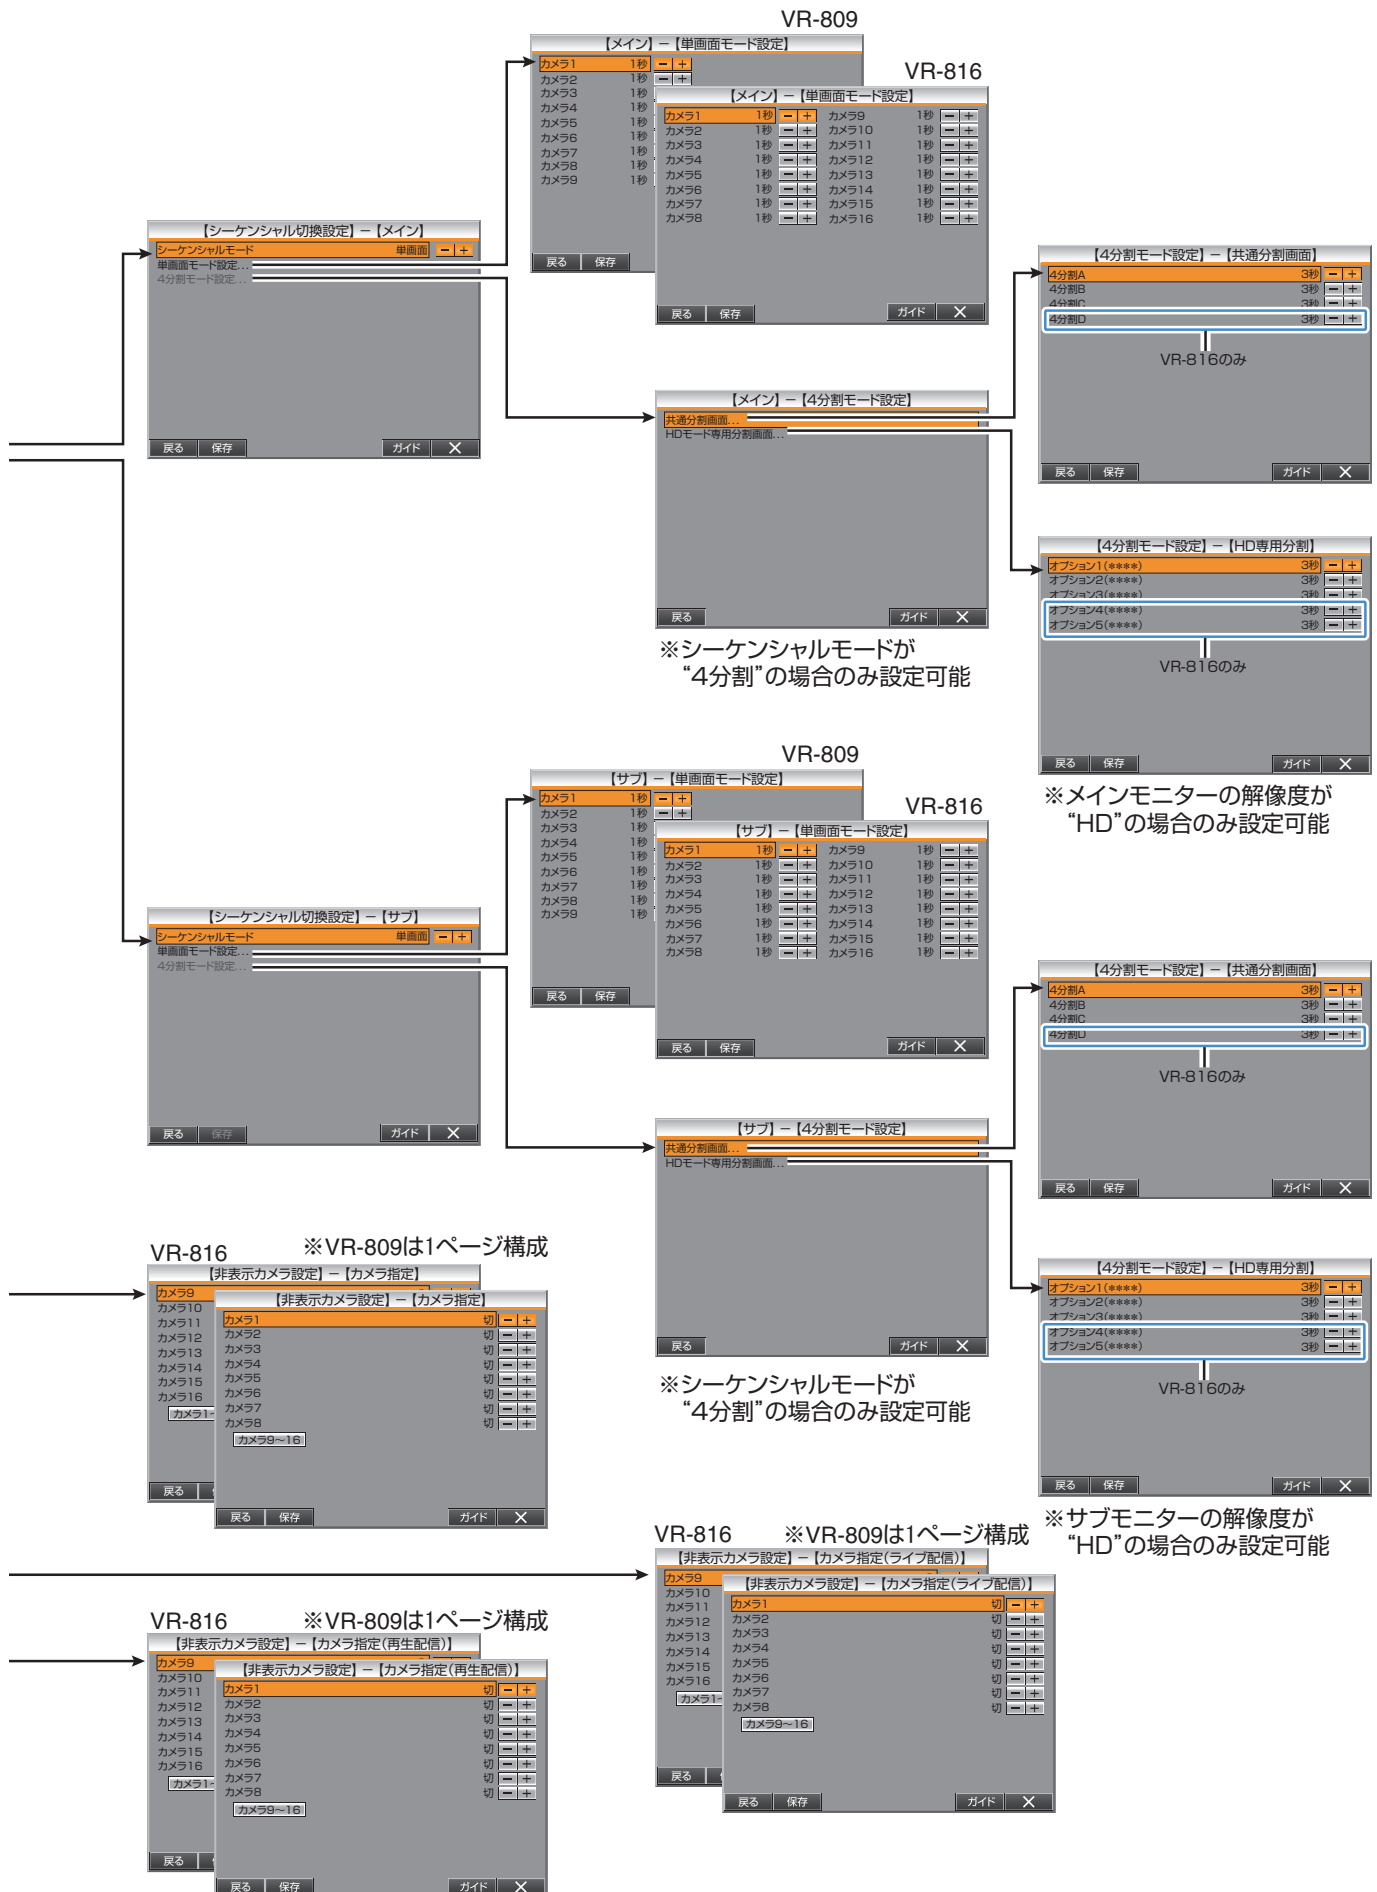 VR-809
【メイン】－【単画面モード設定】
カメラ1 1秒 － ＋
カメラ2 1秒 － ＋
カメラ3 1秒
カメラ4 1秒
カメラ5 1秒
カメラ6 1秒
カメラ7 1秒
カメラ8 1秒
カメラ9 1秒
戻る 保存
VR-816
【メイン】－【単画面モード設定】
カメラ1 1秒 － ＋ カメラ9 1秒 － ＋
カメラ2 1秒 － ＋ カメラ10 1秒 － ＋
カメラ3 1秒 － ＋ カメラ11 1秒 － ＋
カメラ4 1秒 － ＋ カメラ12 1秒 － ＋
カメラ5 1秒 － ＋ カメラ13 1秒 － ＋
カメラ6 1秒 － ＋ カメラ14 1秒 － ＋
カメラ7 1秒 － ＋ カメラ15 1秒 － ＋
カメラ8 1秒 － ＋ カメラ16 1秒 － ＋
戻る 保存 ガイド ×
【シーケンシャル切換設定】－【メイン】
シーケンシャルモード 単画面 － ＋
単画面モード設定...
4分割モード設定...
戻る 保存 ガイド ×
【4分割モード設定】－【共通分割画面】
4分割A 3秒 － ＋
4分割B 3秒 － ＋
4分割C 3秒 － ＋
4分割D 3秒 － ＋
VR-816のみ
戻る 保存 ガイド ×
【メイン】－【4分割モード設定】
共通分割画面...
HDモード専用分割画面...
戻る ガイド ×
※シーケンシャルモードが
“4分割”の場合のみ設定可能
【4分割モード設定】－【HD専用分割】
オプション1(****) 3秒 － ＋
オプション2(****) 3秒 － ＋
オプション3(****) 3秒 － ＋
オプション4(****) 3秒 － ＋
オプション5(****) 3秒 － ＋
VR-816のみ
戻る 保存 ガイド ×
※メインモニターの解像度が
“HD”の場合のみ設定可能
VR-809
【サブ】－【単画面モード設定】
カメラ1 1秒 － ＋
カメラ2 1秒 － ＋
カメラ3 1秒
カメラ4 1秒
カメラ5 1秒
カメラ6 1秒
カメラ7 1秒
カメラ8 1秒
カメラ9 1秒
戻る 保存
VR-816
【サブ】－【単画面モード設定】
カメラ1 1秒 － ＋ カメラ9 1秒 － ＋
カメラ2 1秒 － ＋ カメラ10 1秒 － ＋
カメラ3 1秒 － ＋ カメラ11 1秒 － ＋
カメラ4 1秒 － ＋ カメラ12 1秒 － ＋
カメラ5 1秒 － ＋ カメラ13 1秒 － ＋
カメラ6 1秒 － ＋ カメラ14 1秒 － ＋
カメラ7 1秒 － ＋ カメラ15 1秒 － ＋
カメラ8 1秒 － ＋ カメラ16 1秒 － ＋
戻る 保存 ガイド ×
【シーケンシャル切換設定】－【サブ】
シーケンシャルモード 単画面 － ＋
単画面モード設定...
4分割モード設定...
戻る 保存 ガイド ×
【4分割モード設定】－【共通分割画面】
4分割A 3秒 － ＋
4分割B 3秒 － ＋
4分割C 3秒 － ＋
4分割D 3秒 － ＋
VR-816のみ
戻る 保存 ガイド ×
【サブ】－【4分割モード設定】
共通分割画面...
HDモード専用分割画面...
戻る ガイド ×
※シーケンシャルモードが
“4分割”の場合のみ設定可能
【4分割モード設定】－【HD専用分割】
オプション1(****) 3秒 － ＋
オプション2(****) 3秒 － ＋
オプション3(****) 3秒 － ＋
オプション4(****) 3秒 － ＋
オプション5(****) 3秒 － ＋
VR-816のみ
戻る 保存 ガイド ×
※サブモニターの解像度が
“HD”の場合のみ設定可能
VR-816 ※VR-809は1ページ構成
【非表示カメラ設定】－【カメラ指定】
カメラ9
カメラ10
カメラ11
カメラ12
カメラ13
カメラ14
カメラ15
カメラ16
カメラ1~
戻る
【非表示カメラ設定】－【カメラ指定】
カメラ1 切 － ＋
カメラ2 切 － ＋
カメラ3 切 － ＋
カメラ4 切 － ＋
カメラ5 切 － ＋
カメラ6 切 － ＋
カメラ7 切 － ＋
カメラ8 切 － ＋
カメラ9~16
戻る 保存 ガイド ×
VR-816 ※VR-809は1ページ構成
【非表示カメラ設定】－【カメラ指定(ライブ配信)】
カメラ9
カメラ10
カメラ11
カメラ12
カメラ13
カメラ14
カメラ15
カメラ16
カメラ1~
戻る
【非表示カメラ設定】－【カメラ指定(ライブ配信)】
カメラ1 切 － ＋
カメラ2 切 － ＋
カメラ3 切 － ＋
カメラ4 切 － ＋
カメラ5 切 － ＋
カメラ6 切 － ＋
カメラ7 切 － ＋
カメラ8 切 － ＋
カメラ9~16
戻る 保存 ガイド ×
VR-816 ※VR-809は1ページ構成
【非表示カメラ設定】－【カメラ指定(再生配信)】
カメラ9
カメラ10
カメラ11
カメラ12
カメラ13
カメラ14
カメラ15
カメラ16
カメラ1~
戻る
【非表示カメラ設定】－【カメラ指定(再生配信)】
カメラ1 切 － ＋
カメラ2 切 － ＋
カメラ3 切 － ＋
カメラ4 切 － ＋
カメラ5 切 － ＋
カメラ6 切 － ＋
カメラ7 切 － ＋
カメラ8 切 － ＋
カメラ9~16
戻る 保存 ガイド ×